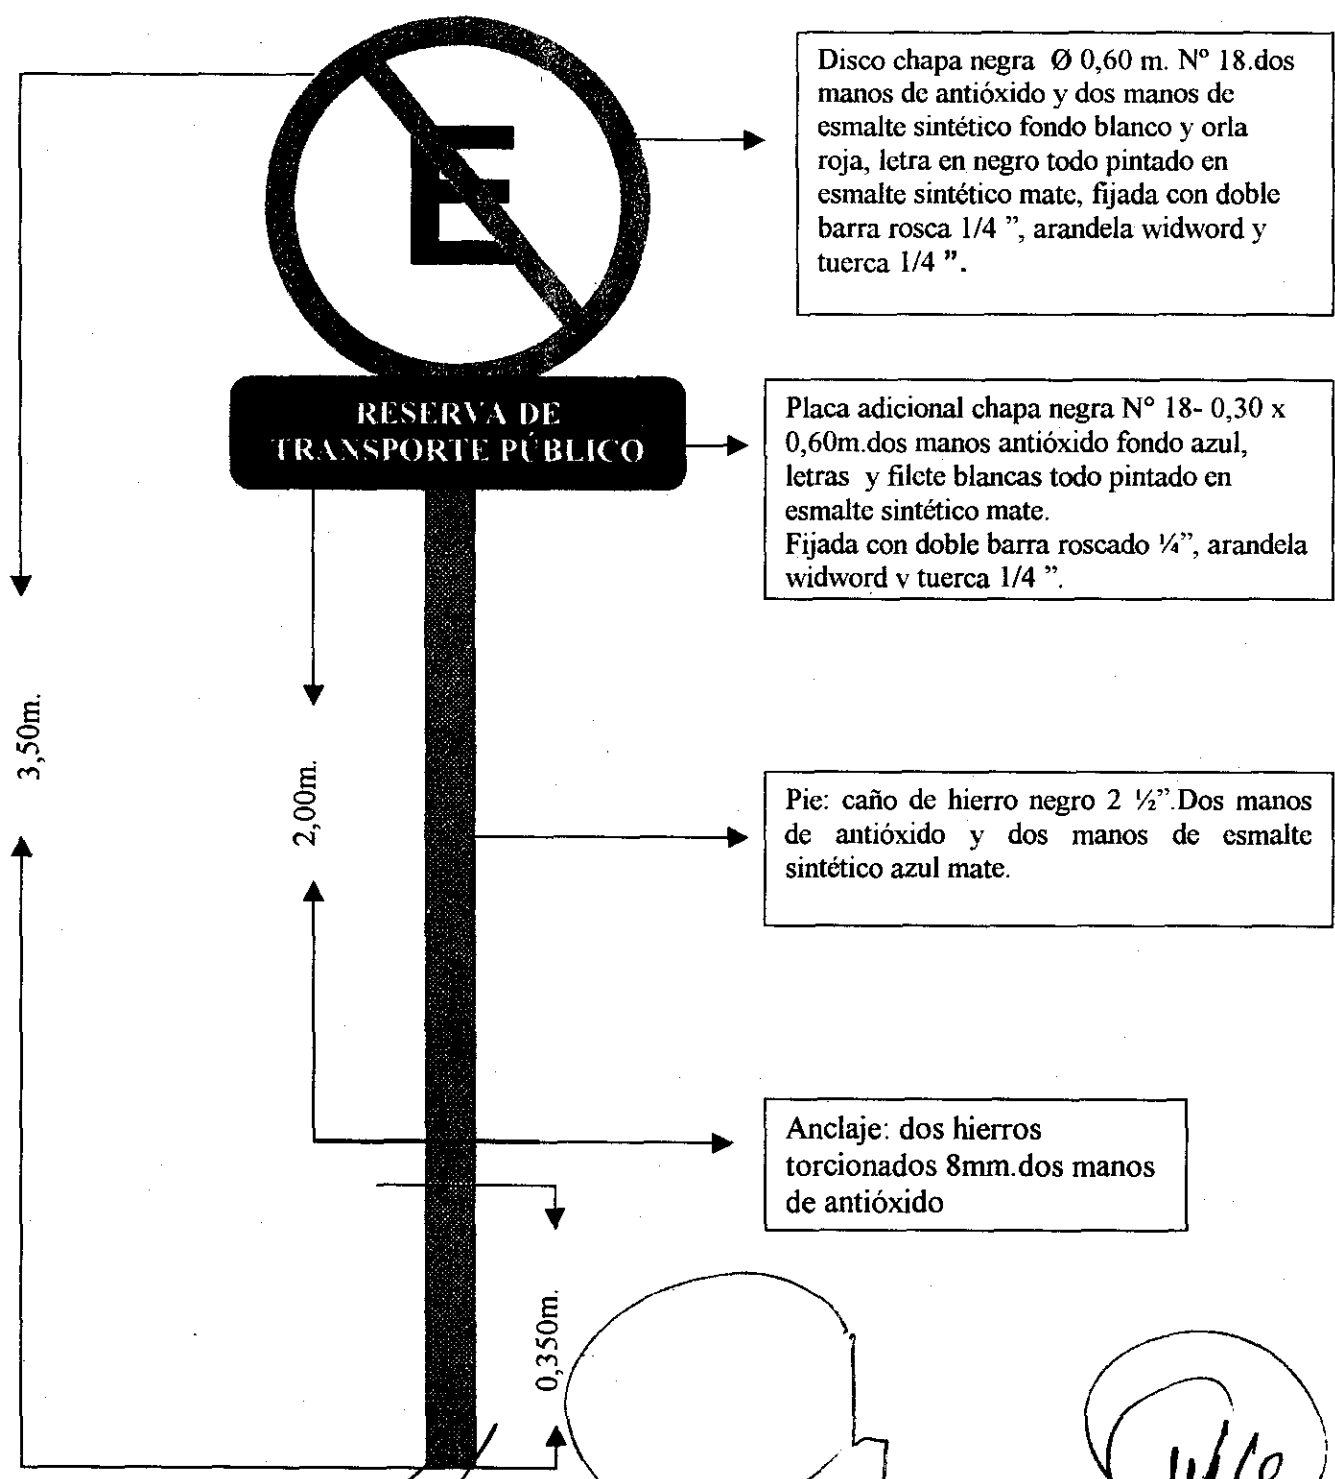 E
Disco chapa negra Ø 0,60 m. Nº 18.dos
manos de antióxido y dos manos de
esmalte sintético fondo blanco y orla
roja, letra en negro todo pintado en
esmalte sintético mate, fijada con doble
barra rosca 1/4 ”, arandela widword y
tuerca 1/4 ”.
RESERVA DE
TRANSPORTE PÚBLICO
Placa adicional chapa negra Nº 18- 0,30 x
0,60m.dos manos antióxido fondo azul,
letras y filete blancas todo pintado en
esmalte sintético mate.
Fijada con doble barra roscado ¼”, arandela
widword y tuerca 1/4 ”.
3,50m.
2,00m.
Pie: caño de hierro negro 2 ½”.Dos manos
de antióxido y dos manos de esmalte
sintético azul mate.
Anclaje: dos hierros
torcionados 8mm.dos manos
de antióxido
0,350m.